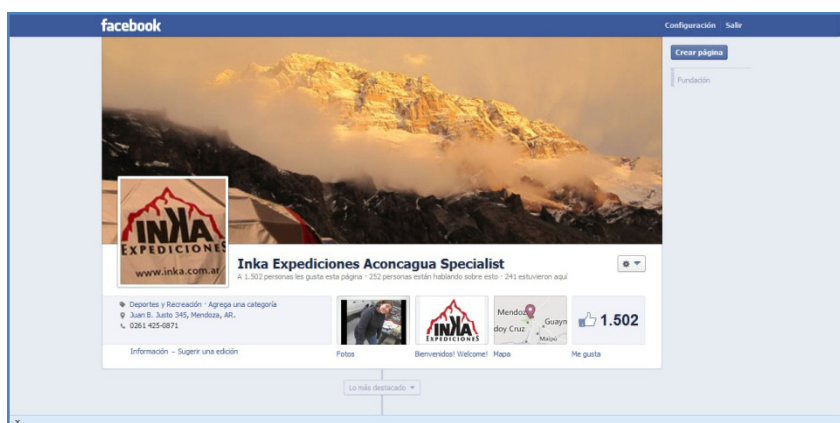 facebook
Configuración Salir
Crear página
Fundación
INKA
EXPEDICIONES
www.inka.com.ar
Inka Expediciones Aconcagua Specialist
A 1.502 personas les gusta esta página · 252 personas están hablando sobre esto · 241 estuvieron aquí
Deportes y Recreación · Agrega una categoría
Juan B. Justo 345, Mendoza, AR.
0261 425-0871
Información – Sugerir una edición
Fotos
INKA
EXPEDICIONES
Bienvenidos! Welcome!
Mendoza
doy Cruz
Guaym
Maipú
Mapa
1.502
Me gusta
Lo más destacado
x